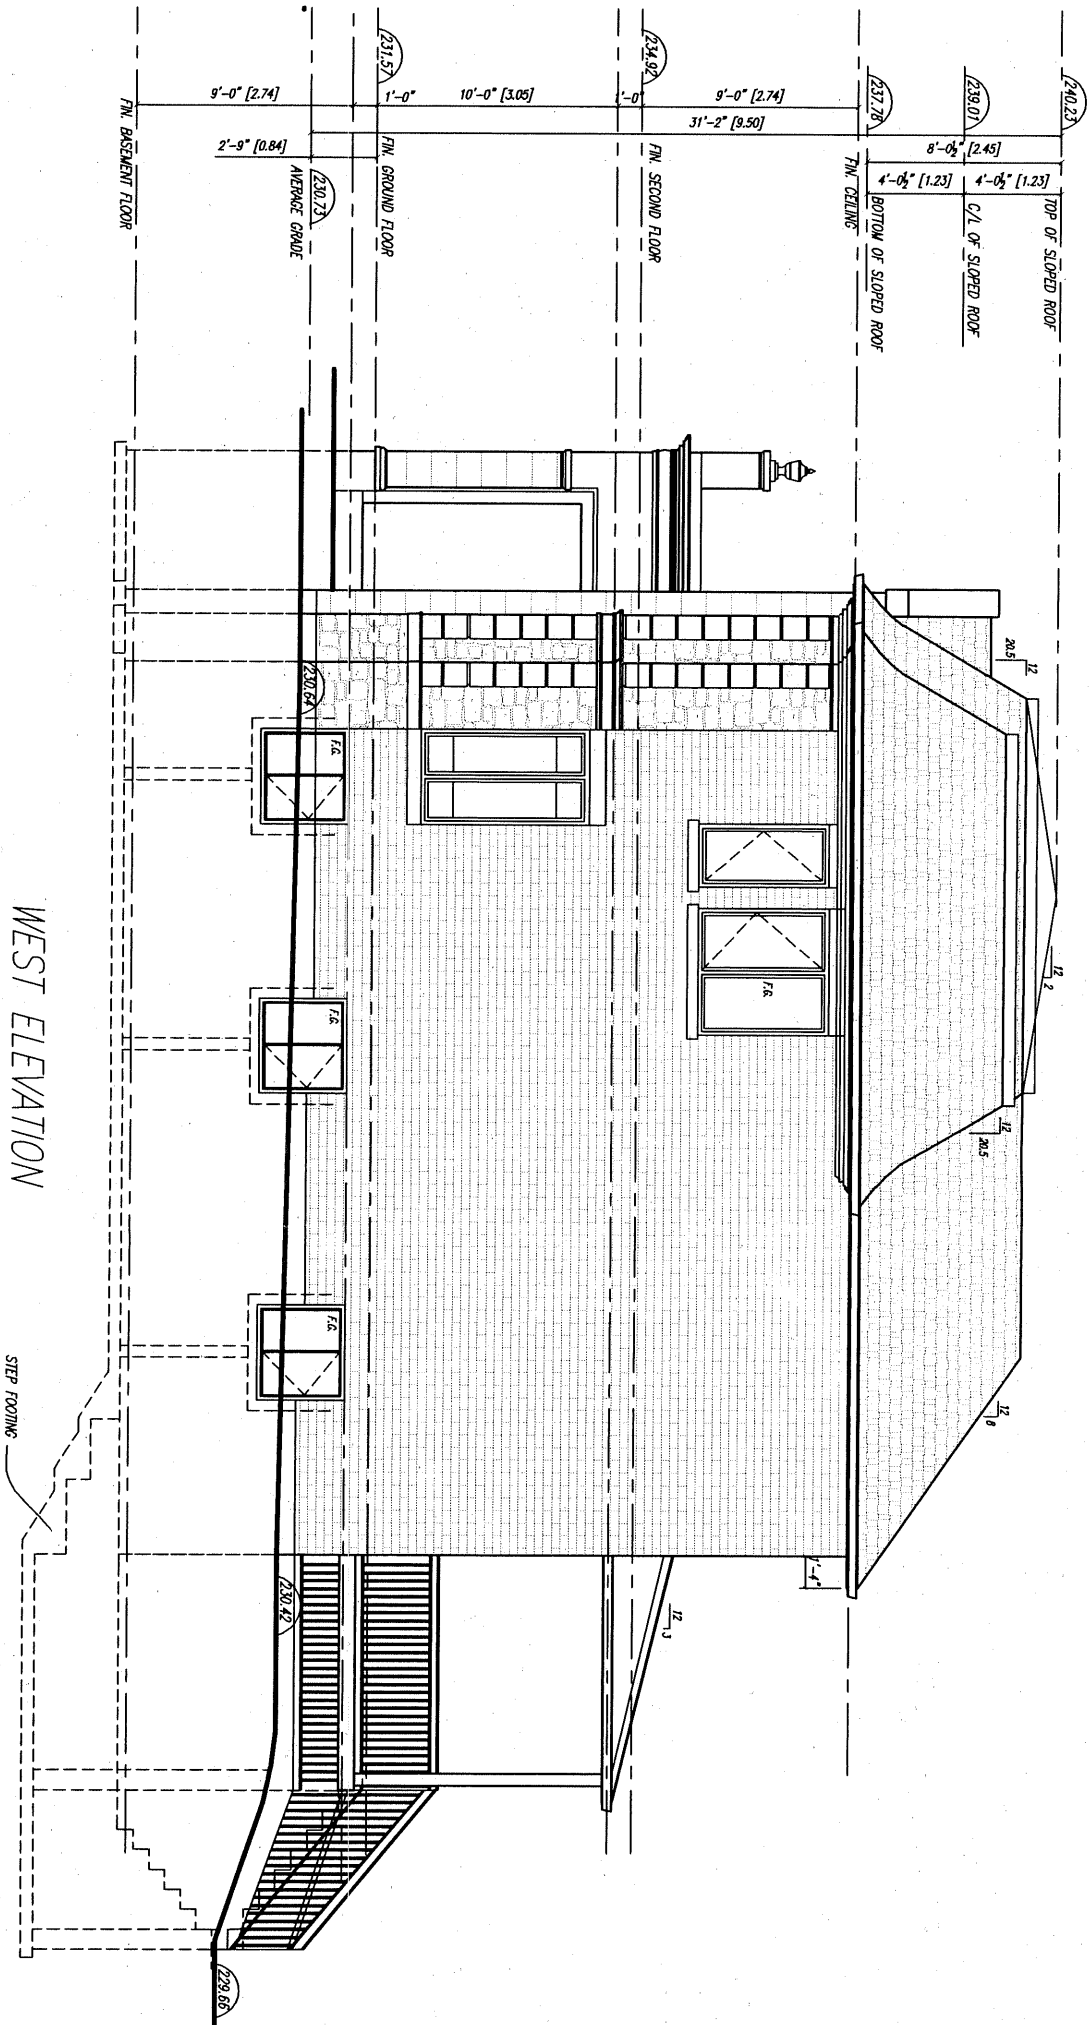 240.23
TOP OF SLOPED ROOF
239.01
C/L OF SLOPED ROOF
237.78
BOTTOM OF SLOPED ROOF
FIN. CEILING
234.92
FIN. SECOND FLOOR
231.57
FIN. GROUND FLOOR
230.73
AVERAGE GRADE
FIN. BASEMENT FLOOR
4'-0½" [1.23]
4'-0½" [1.23]
8'-0½" [2.45]
31'-2" [9.50]
9'-0" [2.74]
1'-0"
10'-0" [3.05]
1'-0"
9'-0" [2.74]
2'-9" [0.84]
12
20.5
12
2
12
20.5
12
8
1'-4"
12
3
F.G.
F.G.
F.G.
F.G.
230.64
230.42
229.66
STEP FOOTING
WEST ELEVATION